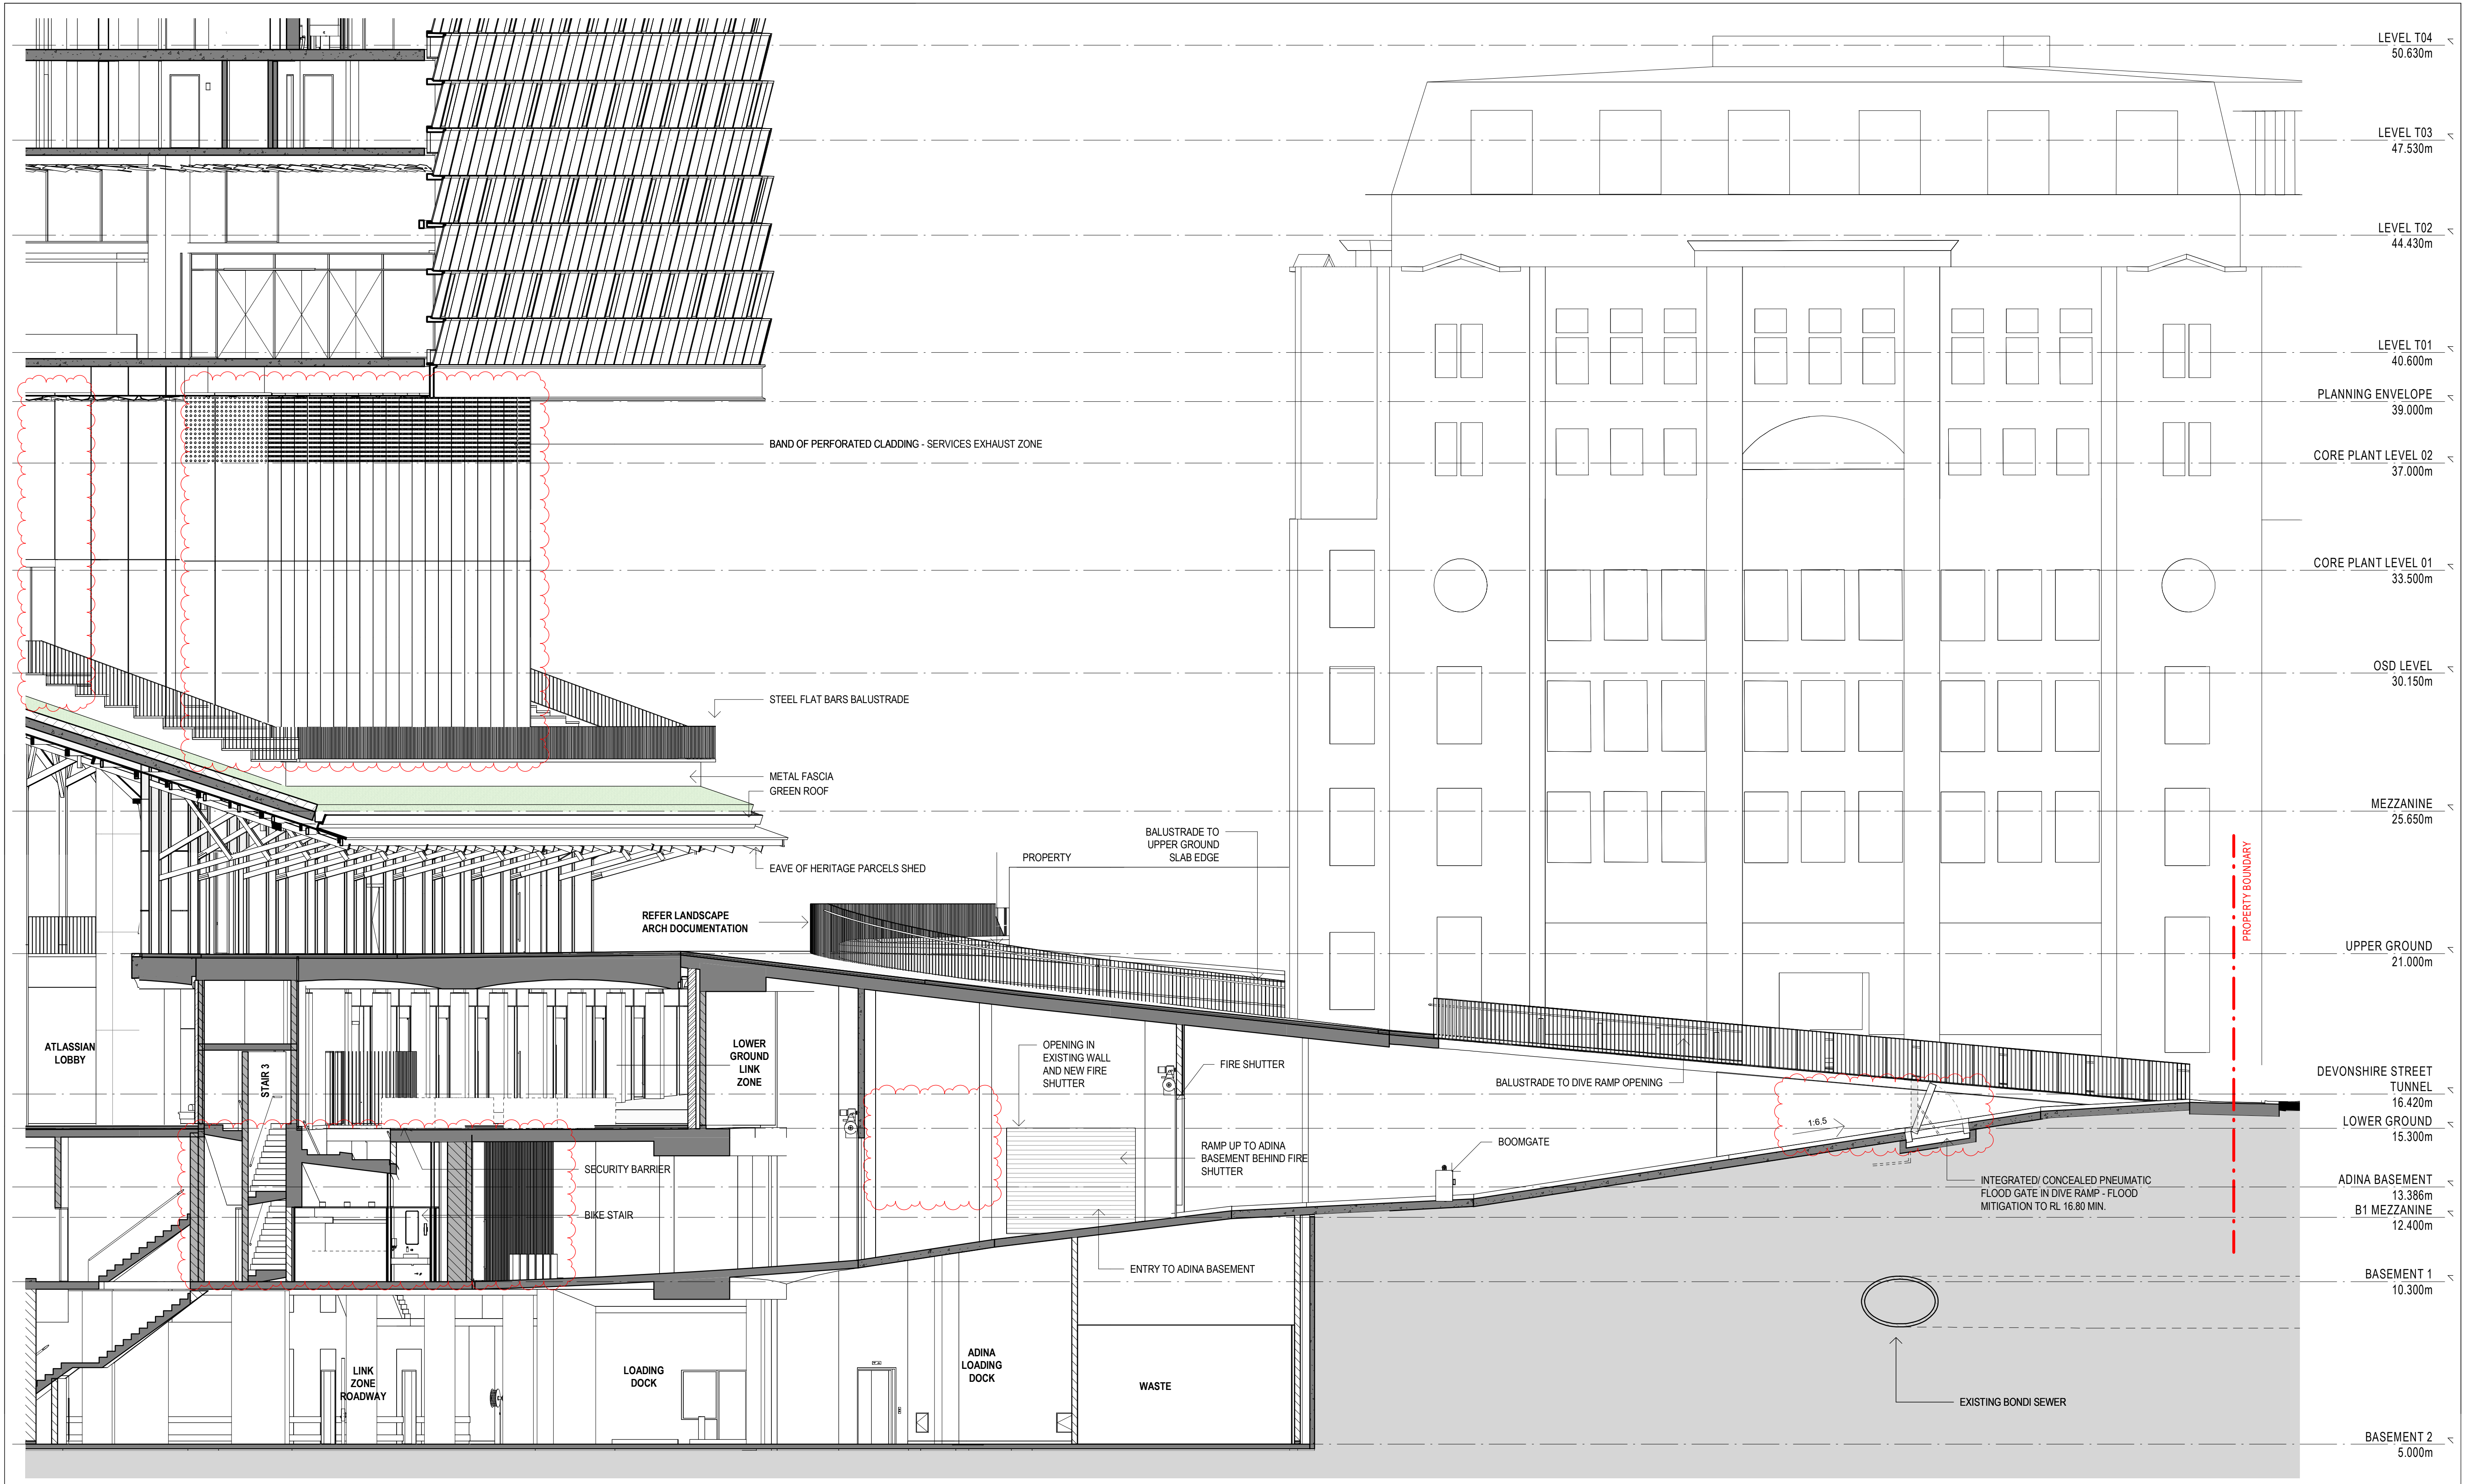 LEVEL T04
50.630m
LEVEL T03
47.530m
LEVEL T02
44.430m
LEVEL T01
40.600m
PLANNING ENVELOPE
39.000m
BAND OF PERFORATED CLADDING - SERVICES EXHAUST ZONE
CORE PLANT LEVEL 02
37.000m
CORE PLANT LEVEL 01
33.500m
OSD LEVEL
30.150m
STEEL FLAT BARS BALUSTRADE
METAL FASCIA
GREEN ROOF
MEZZANINE
25.650m
EAVE OF HERITAGE PARCELS SHED
PROPERTY
BALUSTRADE TO
UPPER GROUND
SLAB EDGE
PROPERTY BOUNDARY
REFER LANDSCAPE
ARCH DOCUMENTATION
UPPER GROUND
21.000m
ATLASSIAN
LOBBY
STAIR 3
LOWER
GROUND
LINK
ZONE
OPENING IN
EXISTING WALL
AND NEW FIRE
SHUTTER
FIRE SHUTTER
BALUSTRADE TO DIVE RAMP OPENING
DEVONSHIRE STREET
TUNNEL
16.420m
LOWER GROUND
15.300m
1:6.5
BOOMGATE
SECURITY BARRIER
RAMP UP TO ADINA
BASEMENT BEHIND FIRE
SHUTTER
INTEGRATED/ CONCEALED PNEUMATIC
FLOOD GATE IN DIVE RAMP - FLOOD
MITIGATION TO RL 16.80 MIN.
ADINA BASEMENT
13.386m
B1 MEZZANINE
12.400m
BIKE STAIR
ENTRY TO ADINA BASEMENT
BASEMENT 1
10.300m
LINK
ZONE
ROADWAY
LOADING
DOCK
ADINA
LOADING
DOCK
WASTE
EXISTING BONDI SEWER
BASEMENT 2
5.000m